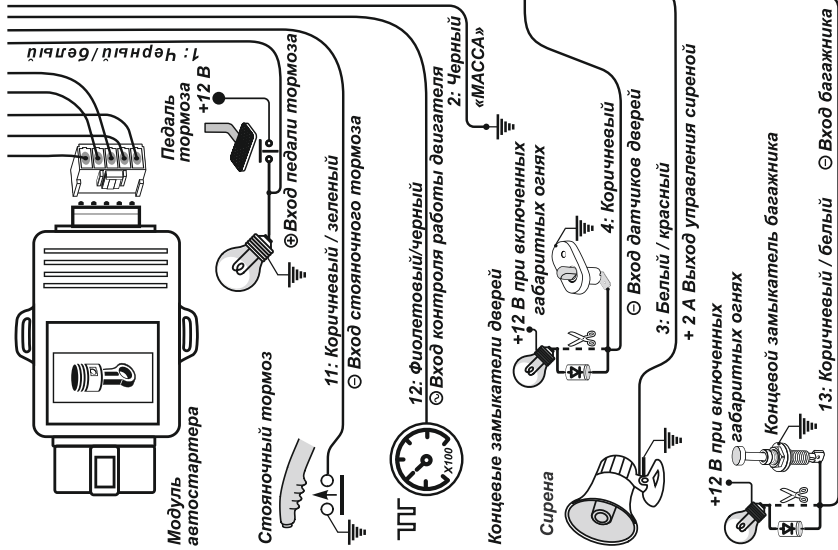 1: Черный/белый
Модуль
автостартера
Педаль
тормоза
+12 В
⊕ Вход педали тормоза
Стояночный тормоз
11: Коричневый / зеленый
⊖ Вход стояночного тормоза
X100
12: Фиолетовый/черный
Вход контроля работы двигателя
2: Черный
«МАССА»
Концевые замыкатели дверей
+12 В при включенных
габаритных огнях
4: Коричневый
⊖ Вход датчиков дверей
Сирена
3: Белый / красный
+ 2 А Выход управления сиреной
+12 В при включенных
габаритных огнях
Концевой замыкатель багажника
13: Коричневый / белый
⊖ Вход багажника